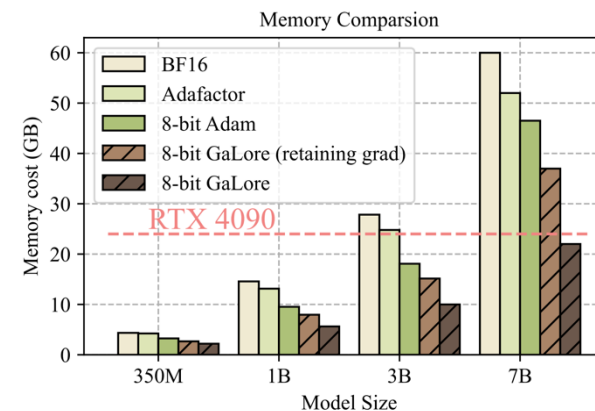 Memory Comparsion
60
50
40
30
20
10
0
Memory cost (GB)
BF16
Adafactor
8-bit Adam
8-bit GaLore (retaining grad)
8-bit GaLore
RTX 4090
350M
1B
3B
7B
Model Size